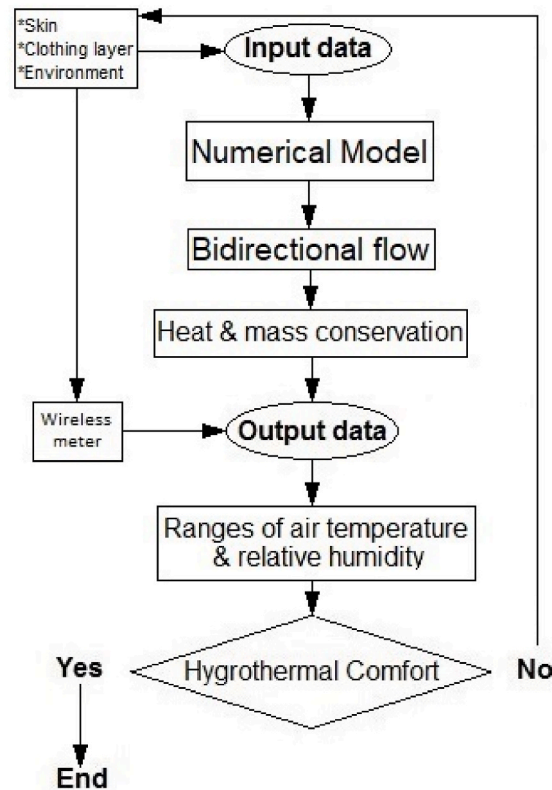 *Skin
*Clothing layer
*Environment
Input data
Numerical Model
Bidirectional flow
Heat & mass conservation
Wireless
meter
Output data
Ranges of air temperature
& relative humidity
Yes
Hygrothermal Comfort
No
End